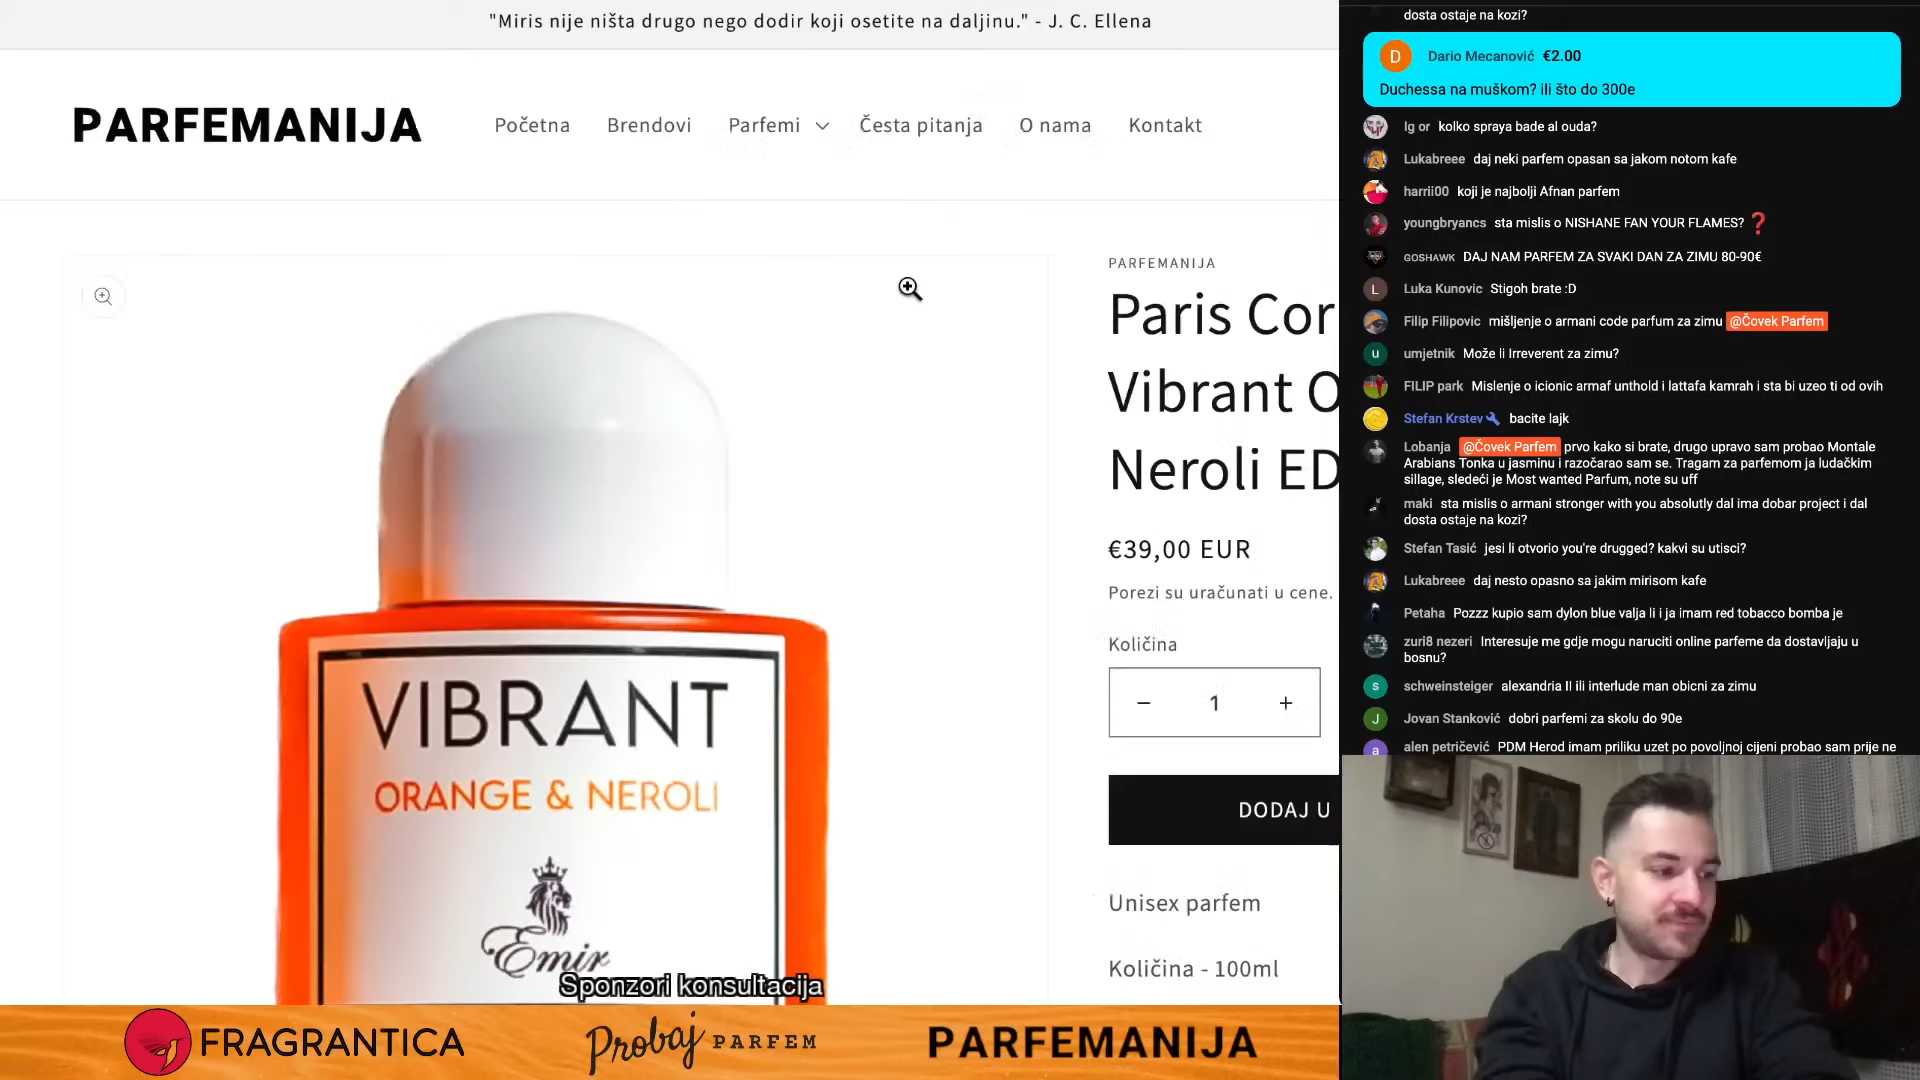 "Miris nije ništa drugo nego dodir koji osetite na daljinu." - J. C. Ellena
PARFEMANIJA
Početna
Brendovi
Parfemi
Česta pitanja
O nama
Kontakt
VIBRANT
ORANGE & NEROLI
Emir
PARFEMANIJA
Paris Cor
Vibrant O
Neroli ED
€39,00 EUR
Porezi su uračunati u cene.
Količina
− 1 +
DODAJ U
Unisex parfem
Količina - 100ml
Sponzori konsultacija
FRAGRANTICA
Probaj PARFEM
PARFEMANIJA
dosta ostaje na kozi?
D Dario Mecanović €2.00
Duchessa na muškom? ili što do 300e
Ig or kolko spraya bade al ouda?
Lukabreee daj neki parfem opasan sa jakom notom kafe
harrii00 koji je najbolji Afnan parfem
youngbryancs sta mislis o NISHANE FAN YOUR FLAMES? ❓
GOSHAWK DAJ NAM PARFEM ZA SVAKI DAN ZA ZIMU 80-90€
L Luka Kunovic Stigoh brate :D
Filip Filipovic mišljenje o armani code parfum za zimu @Čovek Parfem
u umjetnik Može li Irreverent za zimu?
FILIP park Mislenje o icionic armaf unthold i lattafa kamrah i sta bi uzeo ti od ovih
Stefan Krstev bacite lajk
Lobanja @Čovek Parfem prvo kako si brate, drugo upravo sam probao Montale
Arabians Tonka u jasminu i razočarao sam se. Tragam za parfemom ja ludačkim
sillage, sledeći je Most wanted Parfum, note su uff
maki sta mislis o armani stronger with you absolutly dal ima dobar project i dal
dosta ostaje na kozi?
Stefan Tasić jesi li otvorio you're drugged? kakvi su utisci?
Lukabreee daj nesto opasno sa jakim mirisom kafe
Petaha Pozzz kupio sam dylon blue valja li i ja imam red tobacco bomba je
zuri8 nezeri Interesuje me gdje mogu naruciti online parfeme da dostavljaju u
bosnu?
s schweinsteiger alexandria II ili interlude man obicni za zimu
J Jovan Stanković dobri parfemi za skolu do 90e
a alen petričević PDM Herod imam priliku uzet po povoljnoj cijeni probao sam prije ne